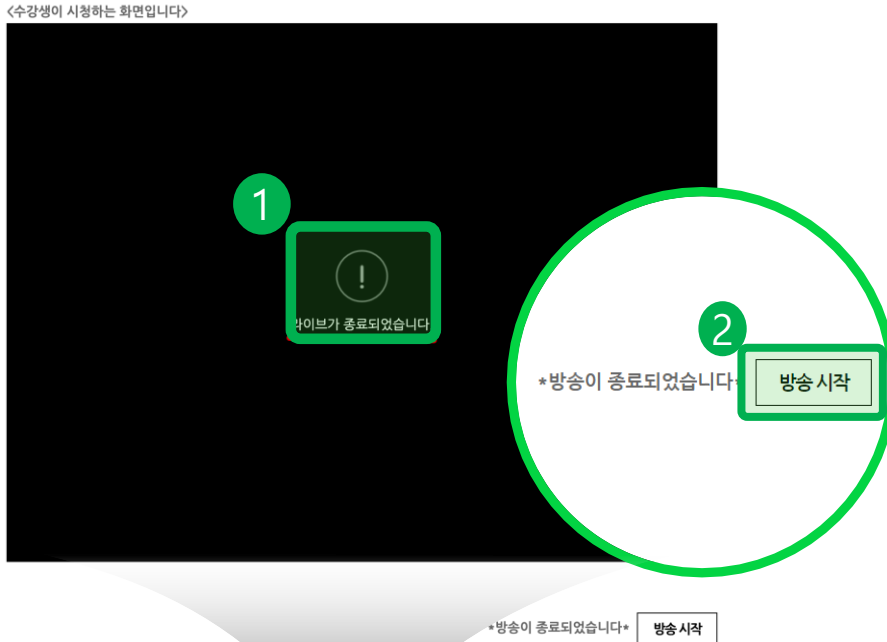 <수강생이 시청하는 화면입니다>
1
라이브가 종료되었습니다
2
*방송이 종료되었습니다*
방송 시작
*방송이 종료되었습니다*
방송 시작